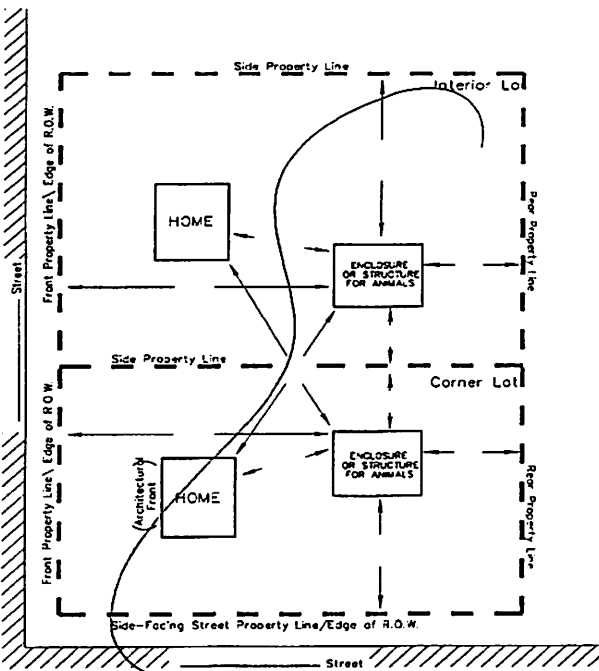 Side Property Line
Interior Lot
Front Property Line\ Edge of R.O.W.
Rear Property Line
HOME
ENCLOSURE
OR STRUCTURE
FOR ANIMALS
Street
Side Property Line
Corner Lot
Front Property Line\ Edge of R.O.W.
Rear Property Line
(Architectural
Front
HOME
ENCLOSURE
OR STRUCTURE
FOR ANIMALS
Side-Facing Street Property Line/Edge of R.O.W.
Street